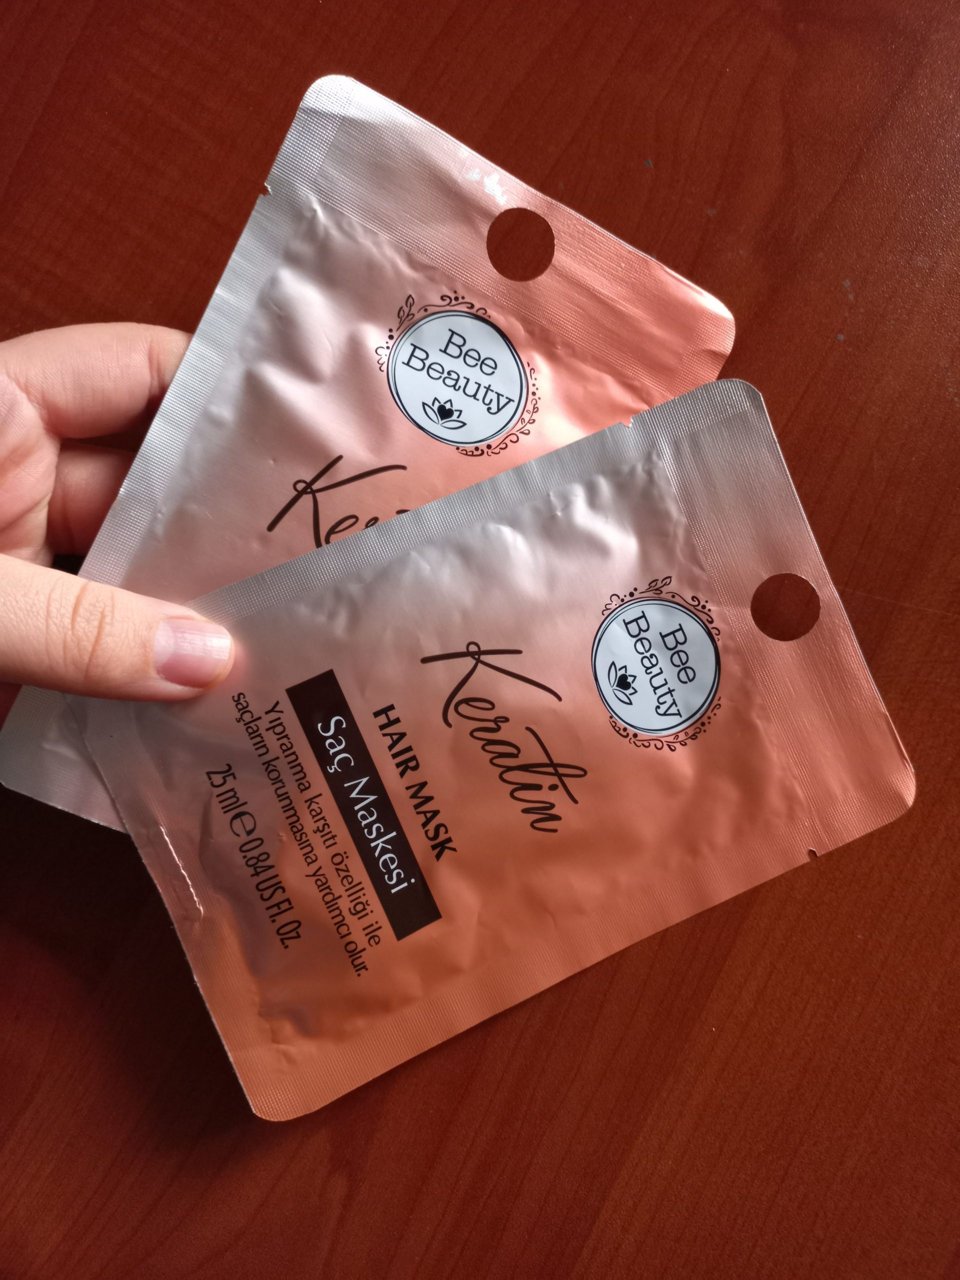 Bee
Beauty
Ker
Bee
Beauty
Keratin
HAIR MASK
Saç Maskesi
Yıpranma karşıtı özelliği ile
saçların korunmasına yardımcı olur.
25 ml e 0.84 US Fl. Oz.